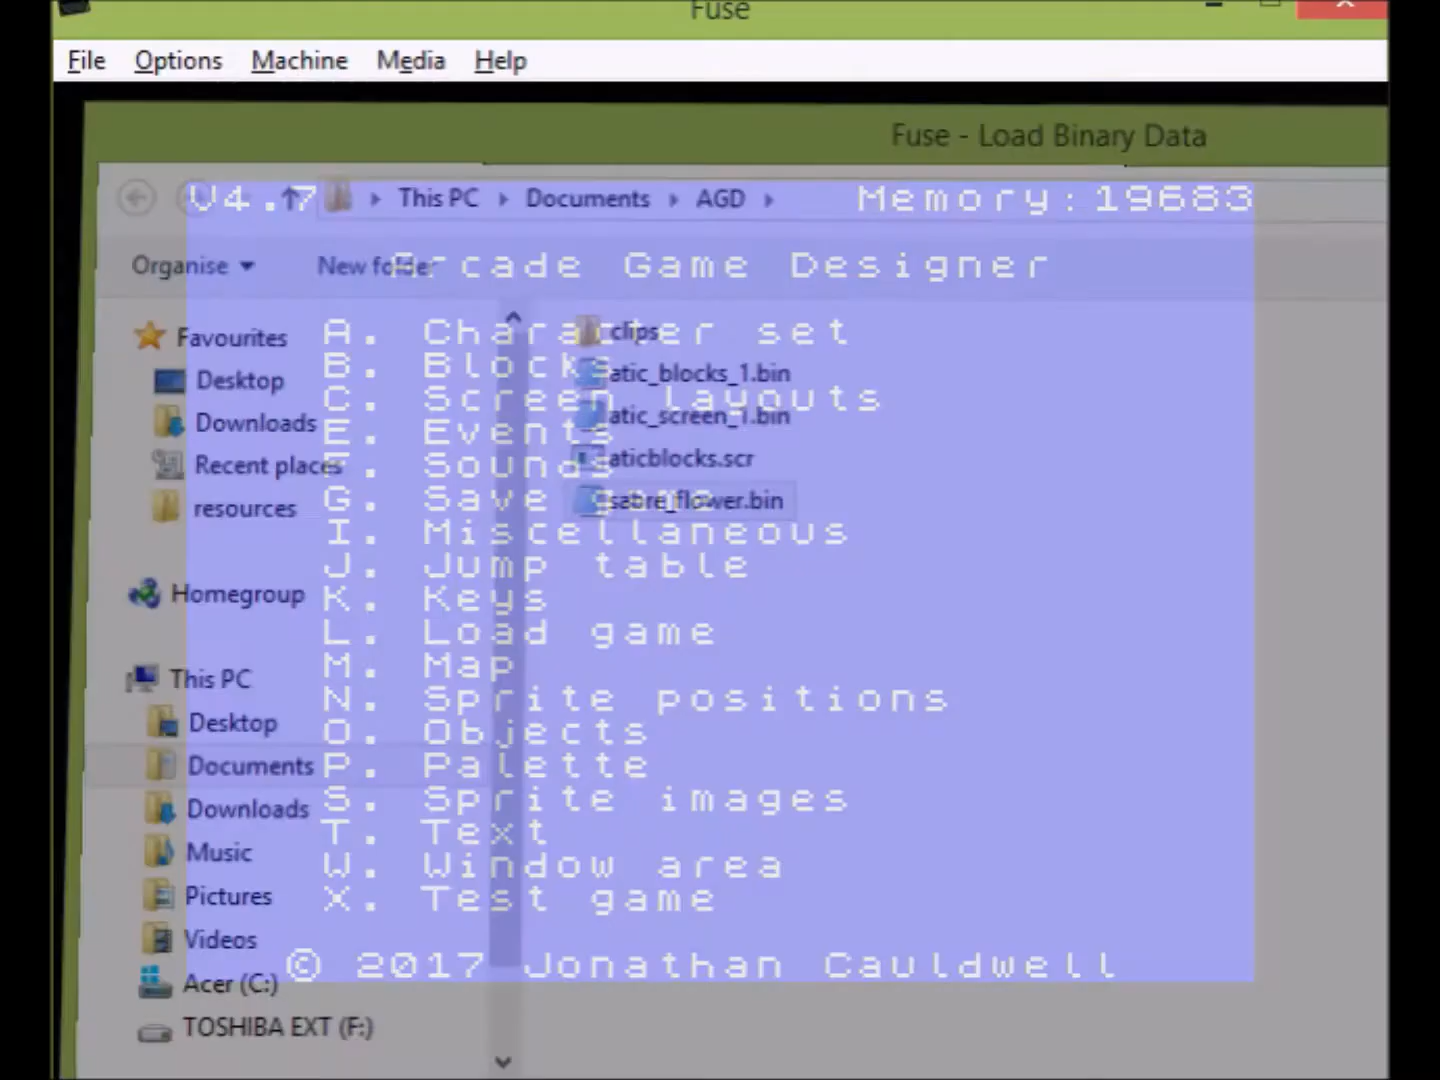 Fuse
File Options Machine Media Help
Fuse - Load Binary Data
This PC Documents AGD
V4.7 Memory:19683
Organise New folder
Arcade Game Designer
Favourites
Desktop
Downloads
Recent places
resources
Homegroup
This PC
Desktop
Documents
Downloads
Music
Pictures
Videos
Acer (C:)
TOSHIBA EXT (F:)
clips
atic_blocks_1.bin
atic_screen_1.bin
aticblocks.scr
sabre_flower.bin
A. Character set
B. Blocks
C. Screen layouts
E. Events
F. Sounds
G. Save game
I. Miscellaneous
J. Jump table
K. Keys
L. Load game
M. Map
N. Sprite positions
O. Objects
P. Palette
S. Sprite images
T. Text
W. Window area
X. Test game
© 2017 Jonathan Cauldwell